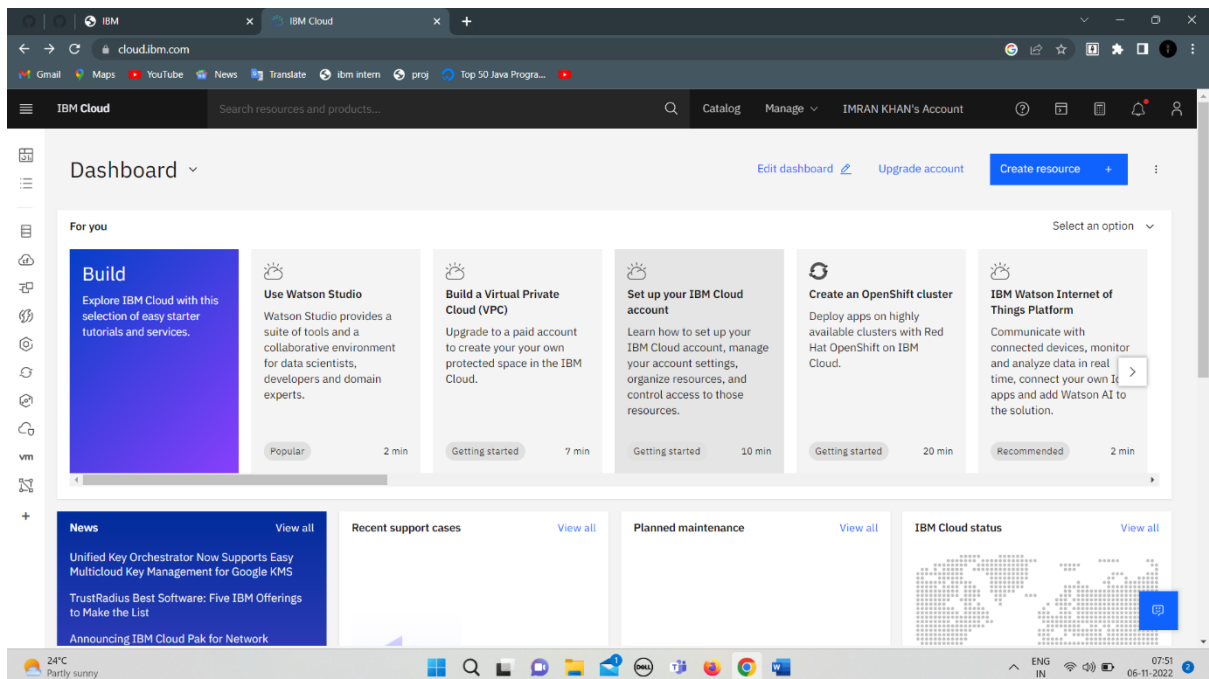 IBM
IBM Cloud
cloud.ibm.com
Gmail Maps YouTube News Translate ibm intern proj Top 50 Java Progra...
IBM Cloud
Search resources and products...
Catalog Manage IMRAN KHAN's Account
Dashboard
Edit dashboard Upgrade account Create resource +
For you
Select an option
Build
Explore IBM Cloud with this
selection of easy starter
tutorials and services.
Use Watson Studio
Watson Studio provides a
suite of tools and a
collaborative environment
for data scientists,
developers and domain
experts.
Popular 2 min
Build a Virtual Private
Cloud (VPC)
Upgrade to a paid account
to create your your own
protected space in the IBM
Cloud.
Getting started 7 min
Set up your IBM Cloud
account
Learn how to set up your
IBM Cloud account, manage
your account settings,
organize resources, and
control access to those
resources.
Getting started 10 min
Create an OpenShift cluster
Deploy apps on highly
available clusters with Red
Hat OpenShift on IBM
Cloud.
Getting started 20 min
IBM Watson Internet of
Things Platform
Communicate with
connected devices, monitor
and analyze data in real
time, connect your own
apps and add Watson AI to
the solution.
Recommended 2 min
vm
News View all
Unified Key Orchestrator Now Supports Easy
Multicloud Key Management for Google KMS
TrustRadius Best Software: Five IBM Offerings
to Make the List
Announcing IBM Cloud Pak for Network
Recent support cases View all
Planned maintenance View all
IBM Cloud status View all
24°C
Partly sunny
DELL
ENG
IN
07:51
06-11-2022
2